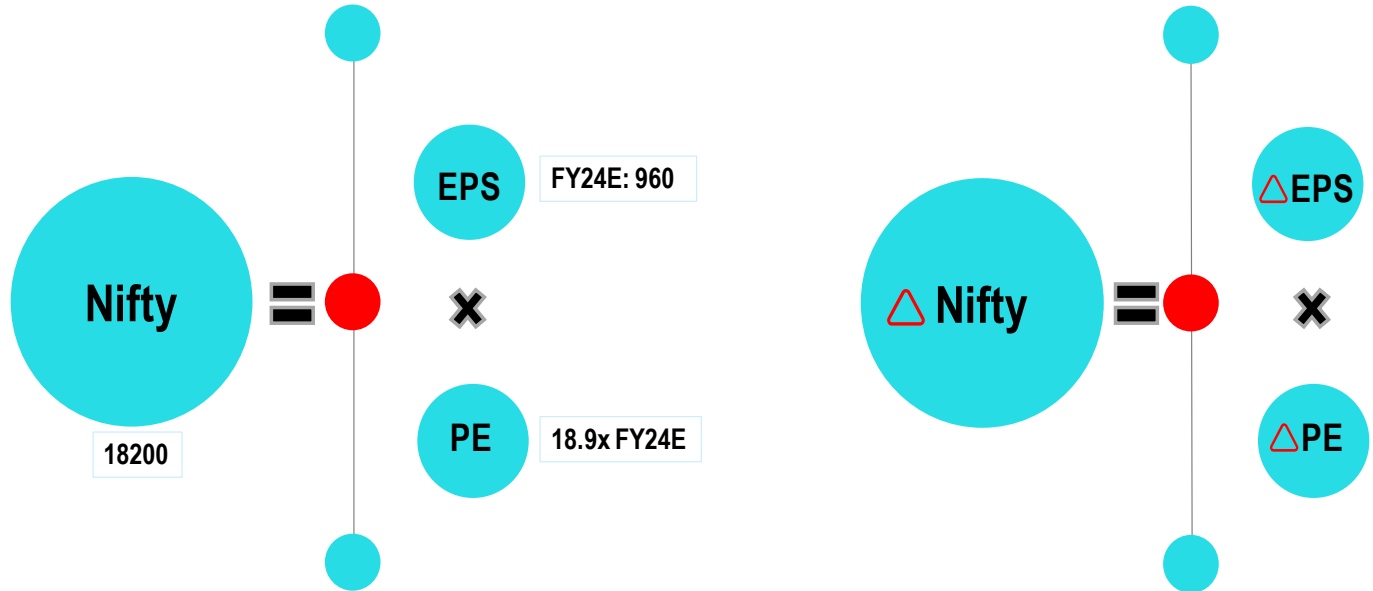 EPS
FY24E: 960
Nifty
=
×
PE
18.9x FY24E
18200
△EPS
△ Nifty
=
×
△PE